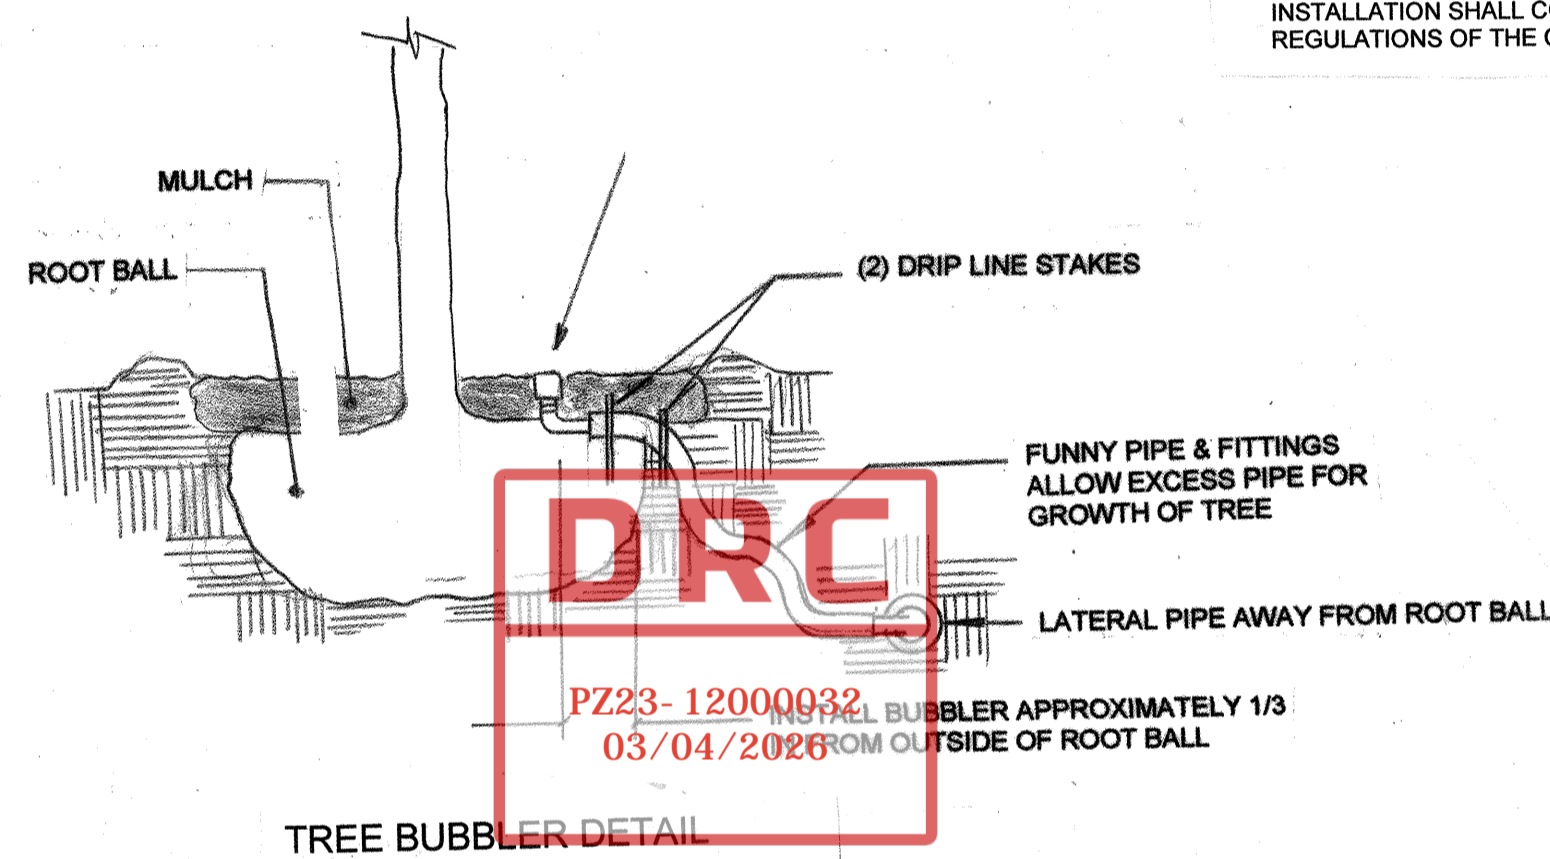 INSTALLATION SHALL
REGULATIONS OF THE
MULCH
ROOT BALL
(2) DRIP LINE STAKES
FUNNY PIPE & FITTINGS
ALLOW EXCESS PIPE FOR
GROWTH OF TREE
LATERAL PIPE AWAY FROM ROOT BALL
DRC
PZ23- 12000032
03/04/2026
INSTALL BUBBLER APPROXIMATELY 1/3
IN FROM OUTSIDE OF ROOT BALL
TREE BUBBLER DETAIL